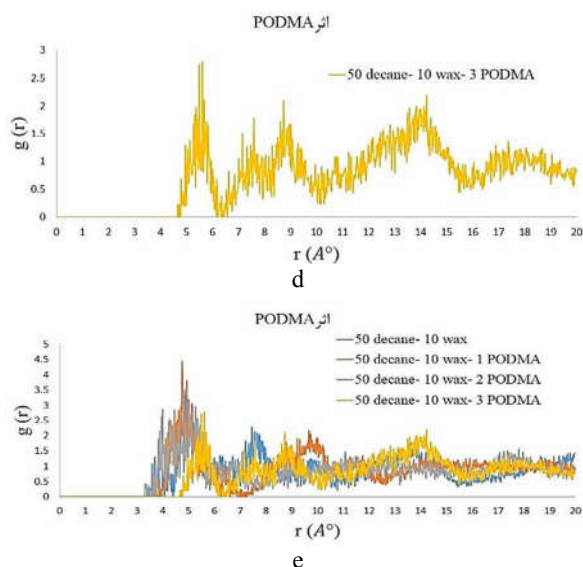 اثر PODMA
50 decane- 10 wax- 3 PODMA
g (r)
3
2.5
2
1.5
1
0.5
0
0 1 2 3 4 5 6 7 8 9 10 11 12 13 14 15 16 17 18 19 20
r (A°)
d
اثر PODMA
50 decane- 10 wax
50 decane- 10 wax- 1 PODMA
50 decane- 10 wax- 2 PODMA
50 decane- 10 wax- 3 PODMA
g (r)
5
4.5
4
3.5
3
2.5
2
1.5
1
0.5
0
0 1 2 3 4 5 6 7 8 9 10 11 12 13 14 15 16 17 18 19 20
r (A°)
e